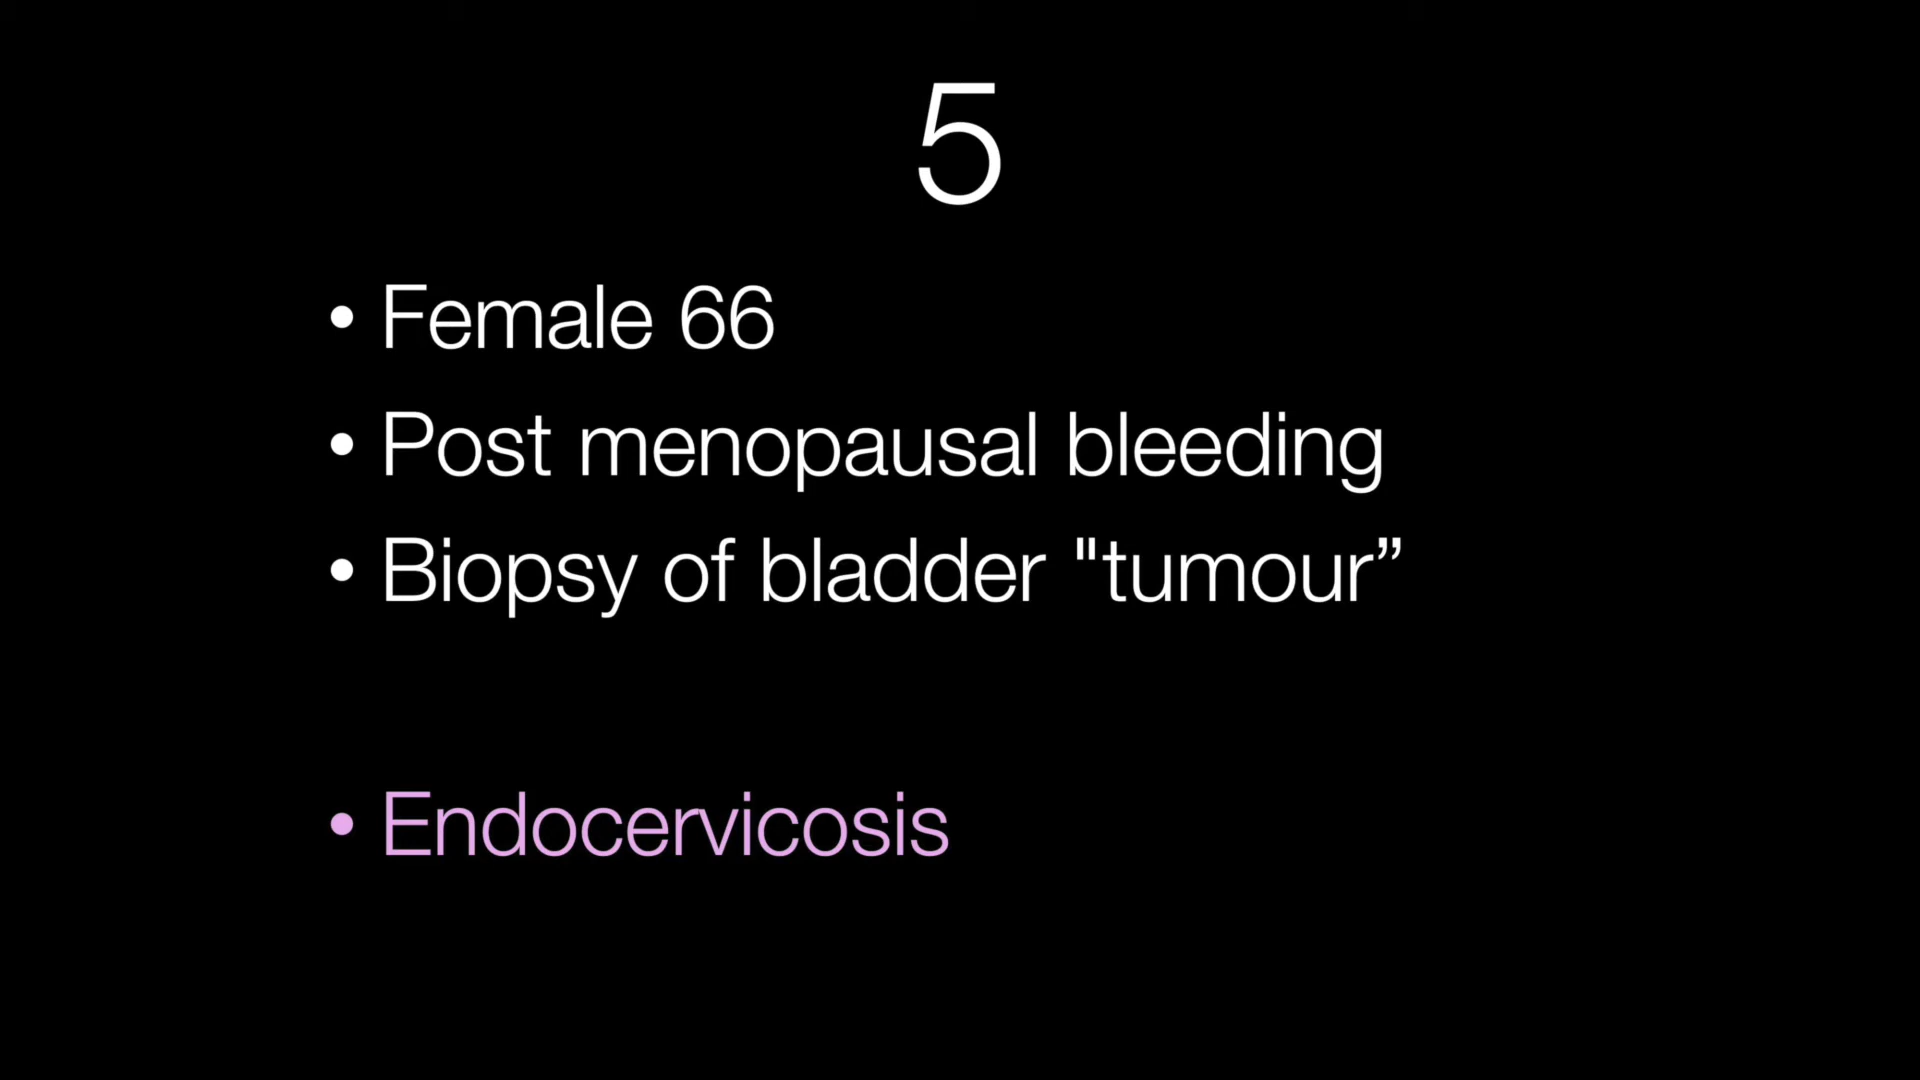 5
• Female 66
• Post menopausal bleeding
• Biopsy of bladder "tumour”
• Endocervicosis